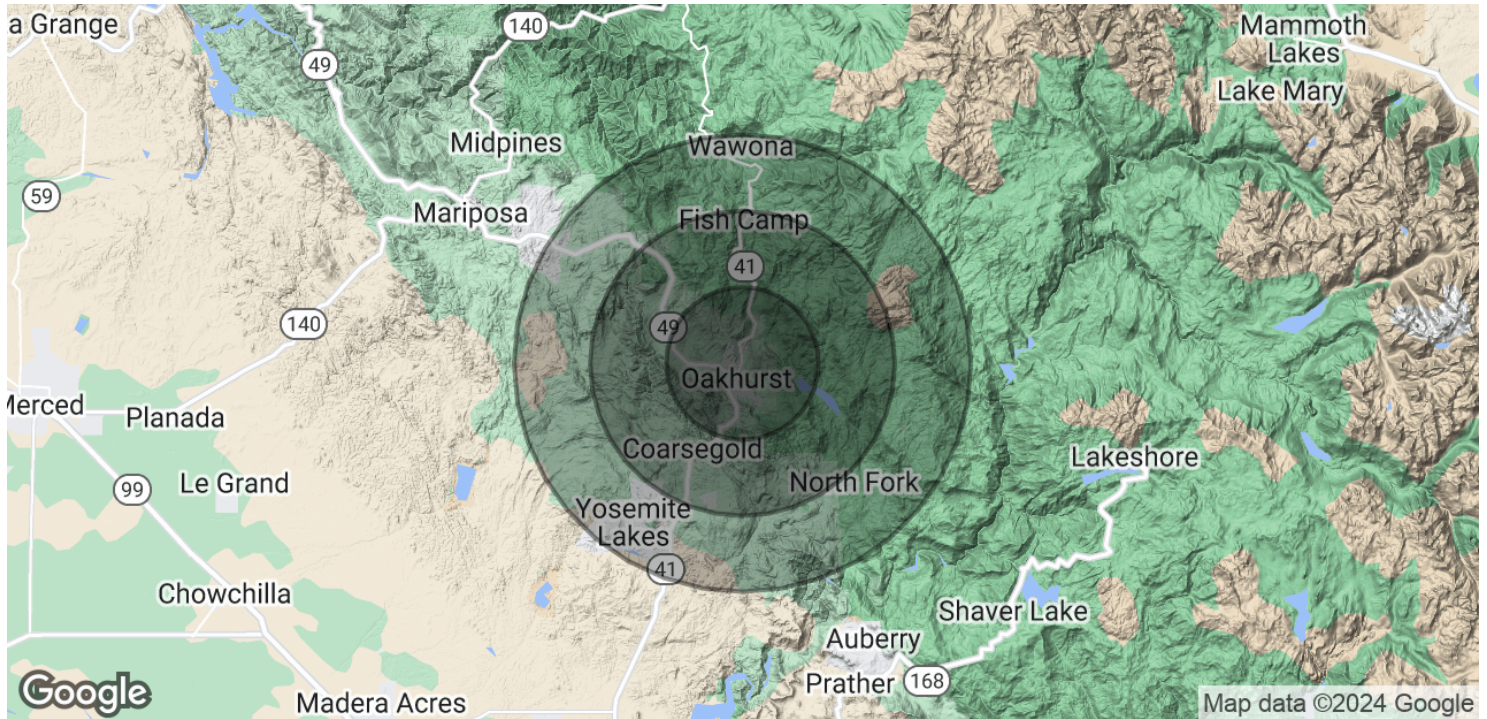 a Grange
140
Mammoth
Lakes
49
Lake Mary
Midpines
Wawona
59
Mariposa
Fish Camp
41
140
49
Oakhurst
Merced
Planada
Coarsegold
Lakeshore
99
Le Grand
North Fork
Yosemite
Lakes
41
Chowchilla
Shaver Lake
Auberry
Prather
168
Google
Madera Acres
Map data ©2024 Google